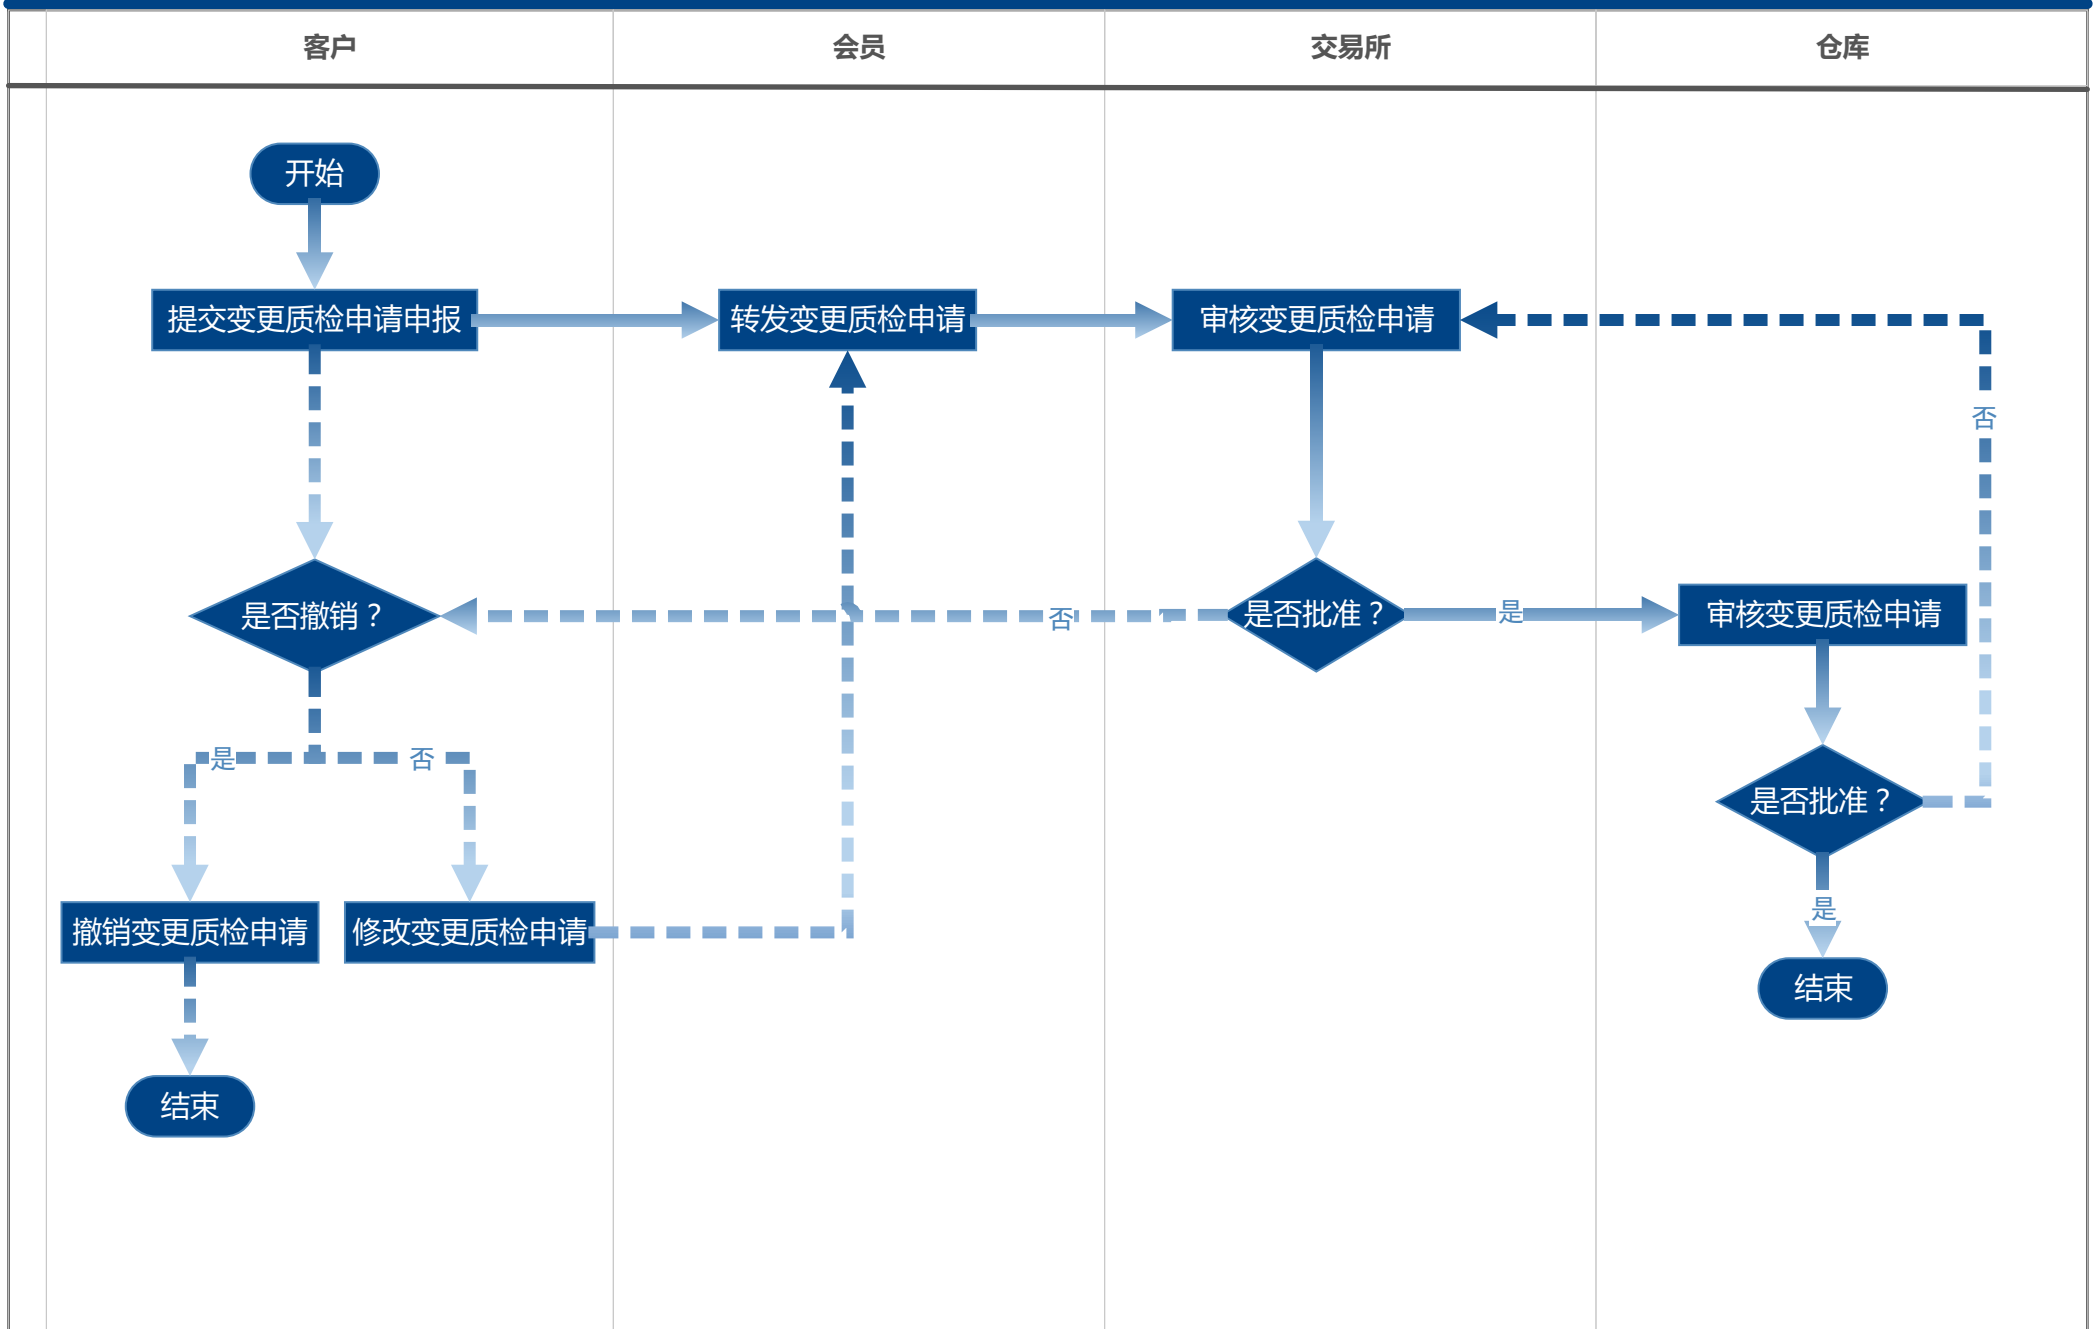 客户
会员
交易所
仓库
开始
提交变更质检申请申报
转发变更质检申请
审核变更质检申请
否
是否撤销？
否
是否批准？
是
审核变更质检申请
是
否
是否批准？
是
撤销变更质检申请
修改变更质检申请
结束
结束